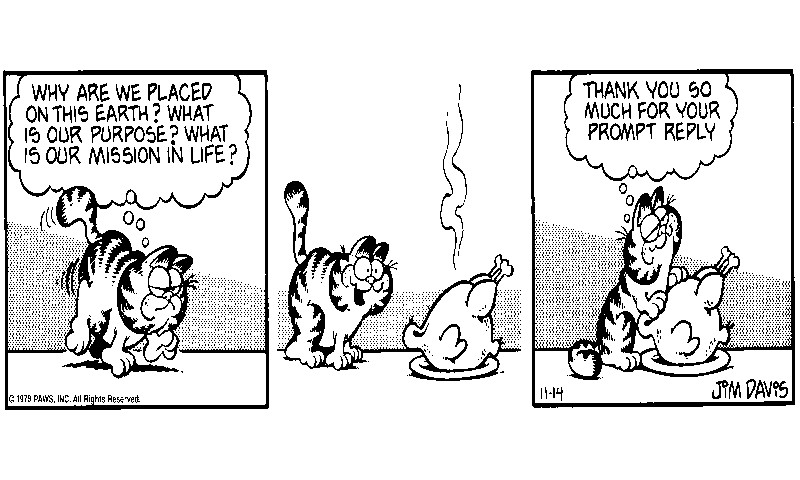 WHY ARE WE PLACED
ON THIS EARTH? WHAT
IS OUR PURPOSE? WHAT
IS OUR MISSION IN LIFE?
© 1979 PAWS, INC. All Rights Reserved.
THANK YOU SO
MUCH FOR YOUR
PROMPT REPLY
11-14
JIM DAVIS